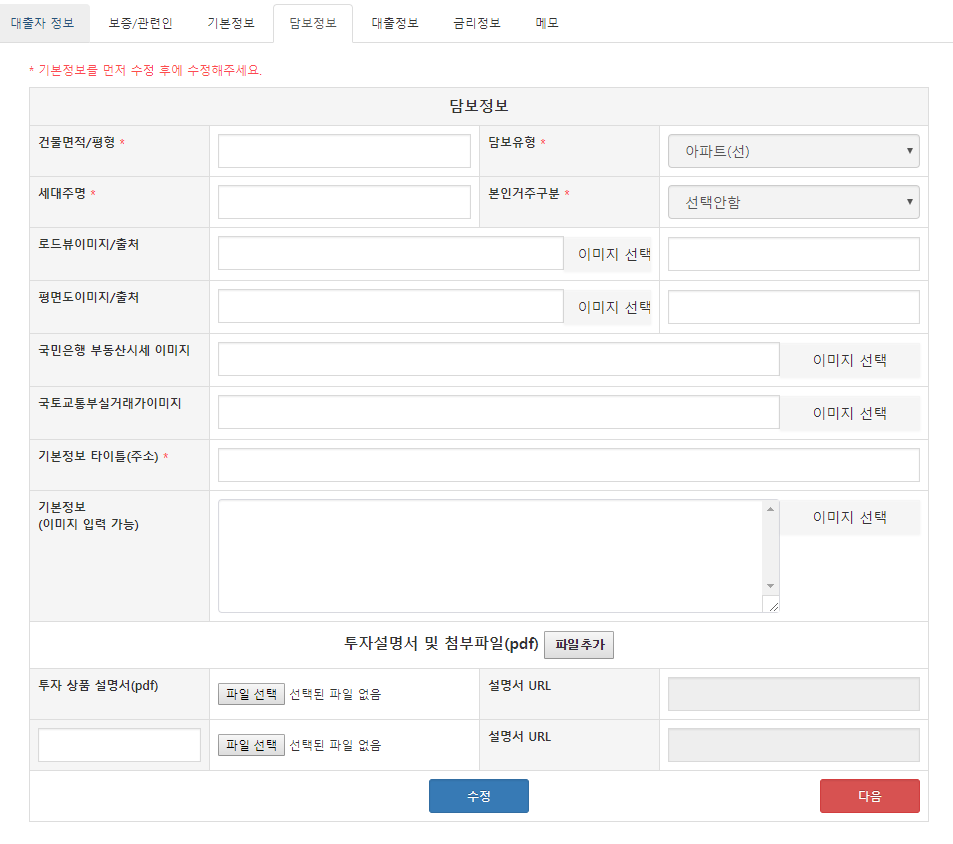 대출자 정보 보증/관련인 기본정보 담보정보 대출정보 금리정보 메모
* 기본정보를 먼저 수정 후에 수정해주세요.
담보정보
건물면적/평형 * 담보유형 * 아파트(선)
세대주명 * 본인거주구분 * 선택안함
로드뷰이미지/출처 이미지 선택
평면도이미지/출처 이미지 선택
국민은행 부동산시세 이미지 이미지 선택
국토교통부실거래가이미지 이미지 선택
기본정보 타이틀(주소) *
기본정보 이미지 선택
(이미지 입력 가능)
투자설명서 및 첨부파일(pdf) 파일추가
투자 상품 설명서(pdf) 파일 선택 선택된 파일 없음 설명서 URL
파일 선택 선택된 파일 없음 설명서 URL
수정 다음